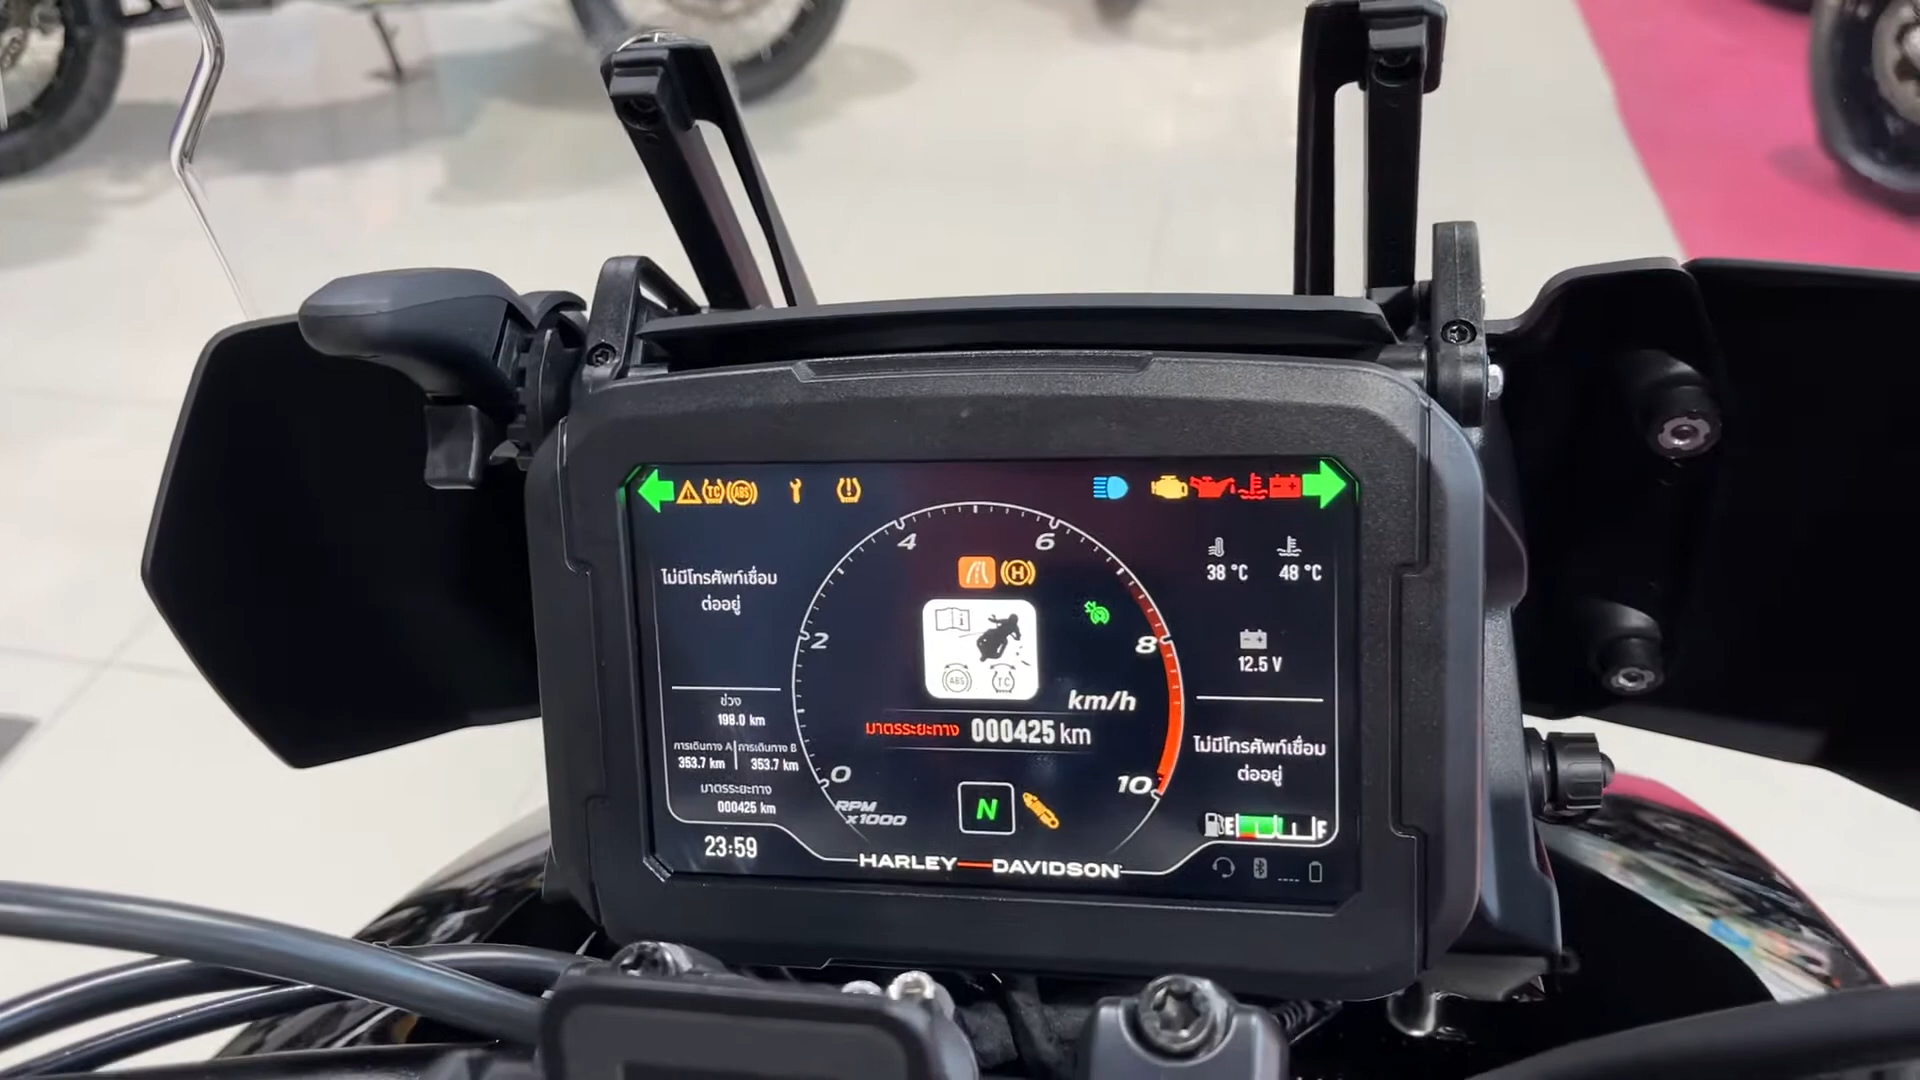 TC
ABS
4
6
H
38 °C
48 °C
ไม่มีโทรศัพท์เชื่อม
ต่ออยู่
i
2
8
12.5 V
ABS
TC
km/h
ช่วง
198.0 km
มาตรระยะทาง 000425 km
การเดินทาง A
การเดินทาง B
353.7 km
353.7 km
ไม่มีโทรศัพท์เชื่อม
ต่ออยู่
0
10
มาตรระยะทาง
000425 km
RPM
x1000
N
E
F
23:59
HARLEY-DAVIDSON